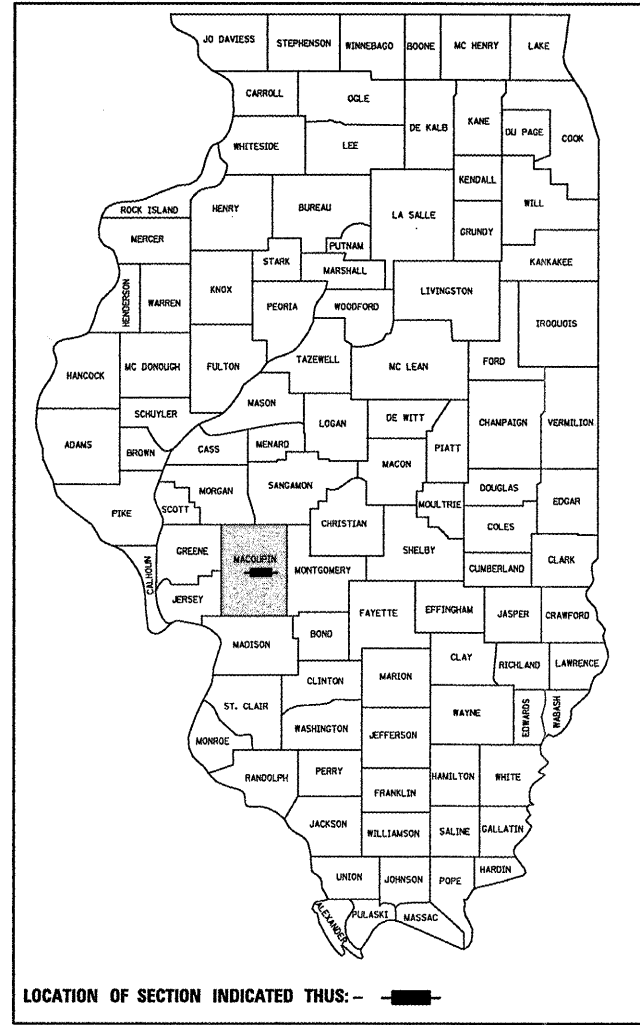 JO DAVIESS
STEPHENSON
WINNEBAGO
BOONE
MC HENRY
LAKE
CARROLL
OGLE
DE KALB
KANE
DU PAGE
COOK
WHITESIDE
LEE
KENDALL
ROCK ISLAND
HENRY
BUREAU
LA SALLE
WILL
GRUNDY
MERCER
PUTNAM
KANKAKEE
STARK
MARSHALL
HENDERSON
WARREN
KNOX
PEORIA
WOODFORD
LIVINGSTON
IROQUOIS
HANCOCK
MC DONOUGH
FULTON
TAZEWELL
MC LEAN
FORD
MASON
SCHUYLER
LOGAN
DE WITT
CHAMPAIGN
VERMILION
ADAMS
BROWN
CASS
MENARD
MACON
PIATT
SANGAMON
DOUGLAS
MORGAN
MOULTRIE
EDGAR
PIKE
SCOTT
CHRISTIAN
COLES
GREENE
MACOUPIN
MONTGOMERY
SHELBY
CUMBERLAND
CLARK
CALHOUN
JERSEY
FAYETTE
EFFINGHAM
JASPER
CRAWFORD
MADISON
BOND
CLAY
RICHLAND
LAWRENCE
CLINTON
MARION
ST. CLAIR
WAYNE
EDWARDS
WABASH
WASHINGTON
JEFFERSON
MONROE
RANDOLPH
PERRY
HAMILTON
WHITE
FRANKLIN
JACKSON
WILLIAMSON
SALINE
GALLATIN
UNION
JOHNSON
POPE
HARDIN
ALEXANDER
PULASKI
MASSAC
LOCATION OF SECTION INDICATED THUS: -